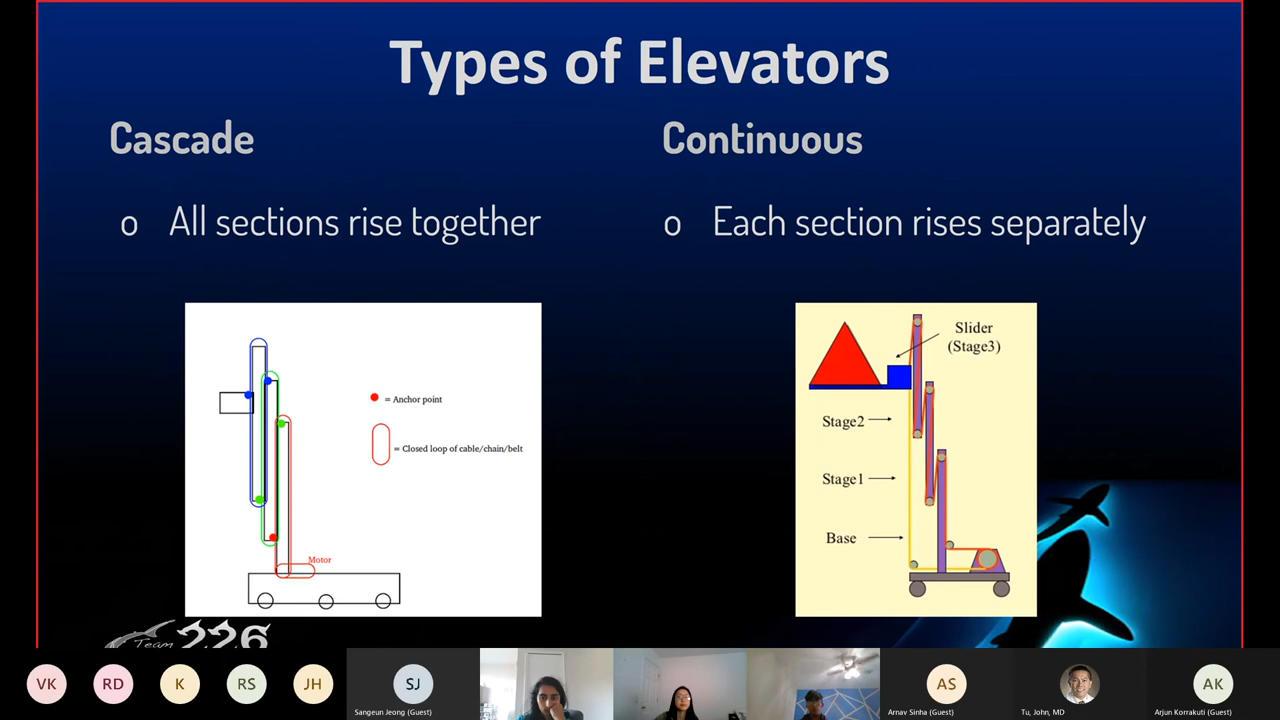 Types of Elevators
Cascade
Continuous
o All sections rise together
o Each section rises separately
= Anchor point
= Closed loop of cable/chain/belt
Motor
Slider
(Stage3)
Stage2
Stage1
Base
Team 226
VK
RD
K
RS
JH
SJ
Sangeun Jeong (Guest)
AS
Arnav Sinha (Guest)
Tu, John, MD
AK
Arjun Korrakuti (Guest)